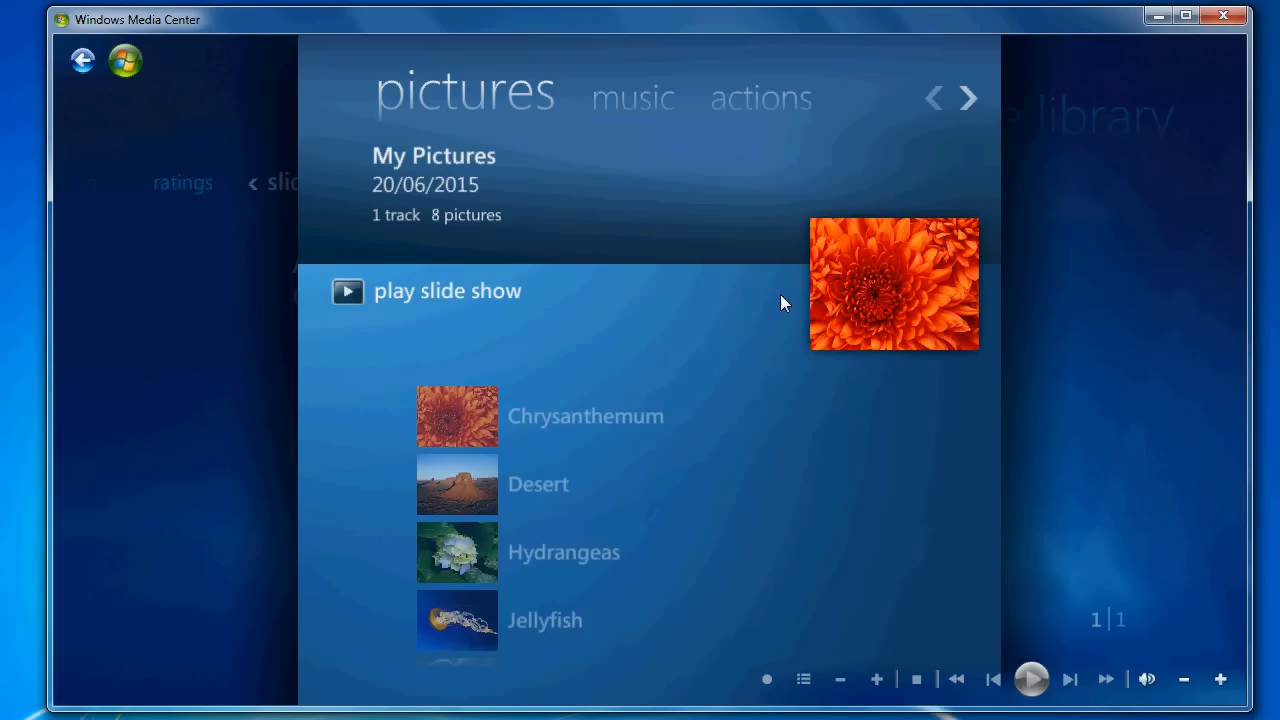 Windows Media Center
pictures music actions
library
My Pictures
20/06/2015
ratings
1 track 8 pictures
play slide show
Chrysanthemum
Desert
Hydrangeas
Jellyfish
1|1